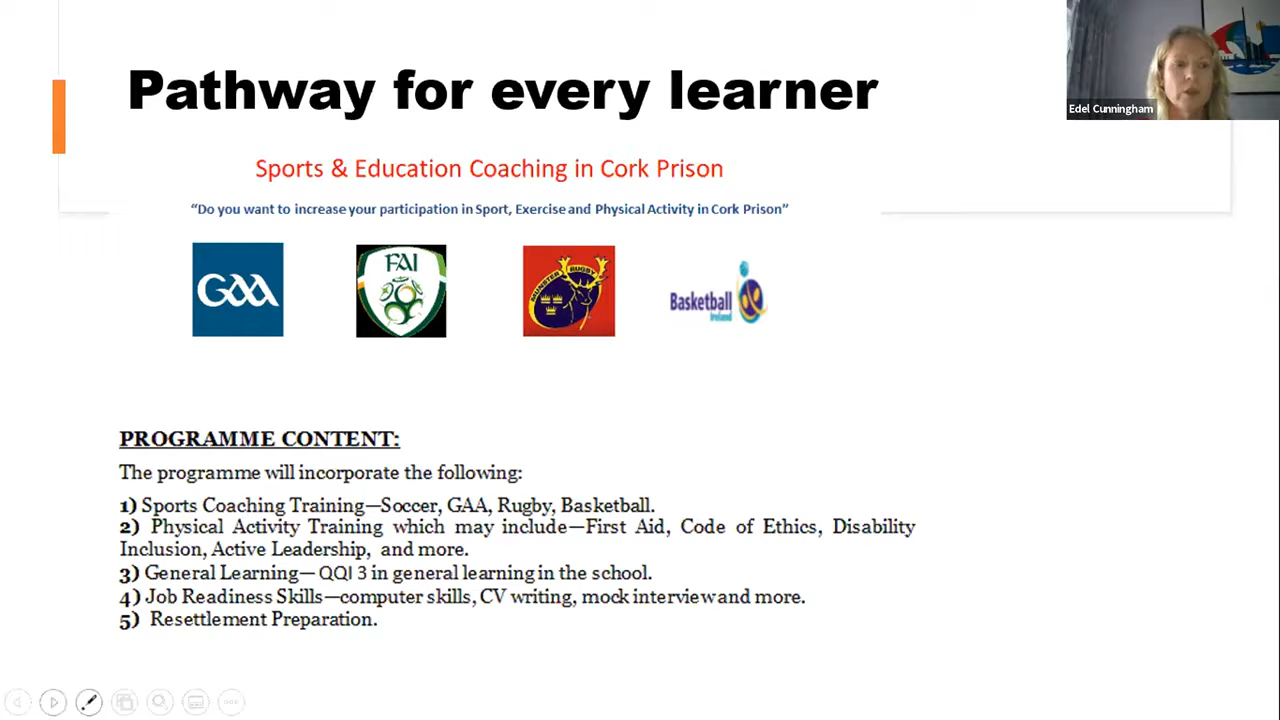 Pathway for every learner
Edel Cunningham
Sports & Education Coaching in Cork Prison
“Do you want to increase your participation in Sport, Exercise and Physical Activity in Cork Prison”
GAA
FAI
MUNSTER RUGBY
Basketball
Ireland
PROGRAMME CONTENT:
The programme will incorporate the following:
1) Sports Coaching Training—Soccer, GAA, Rugby, Basketball.
2) Physical Activity Training which may include—First Aid, Code of Ethics, Disability
Inclusion, Active Leadership, and more.
3) General Learning— QQI 3 in general learning in the school.
4) Job Readiness Skills—computer skills, CV writing, mock interview and more.
5) Resettlement Preparation.